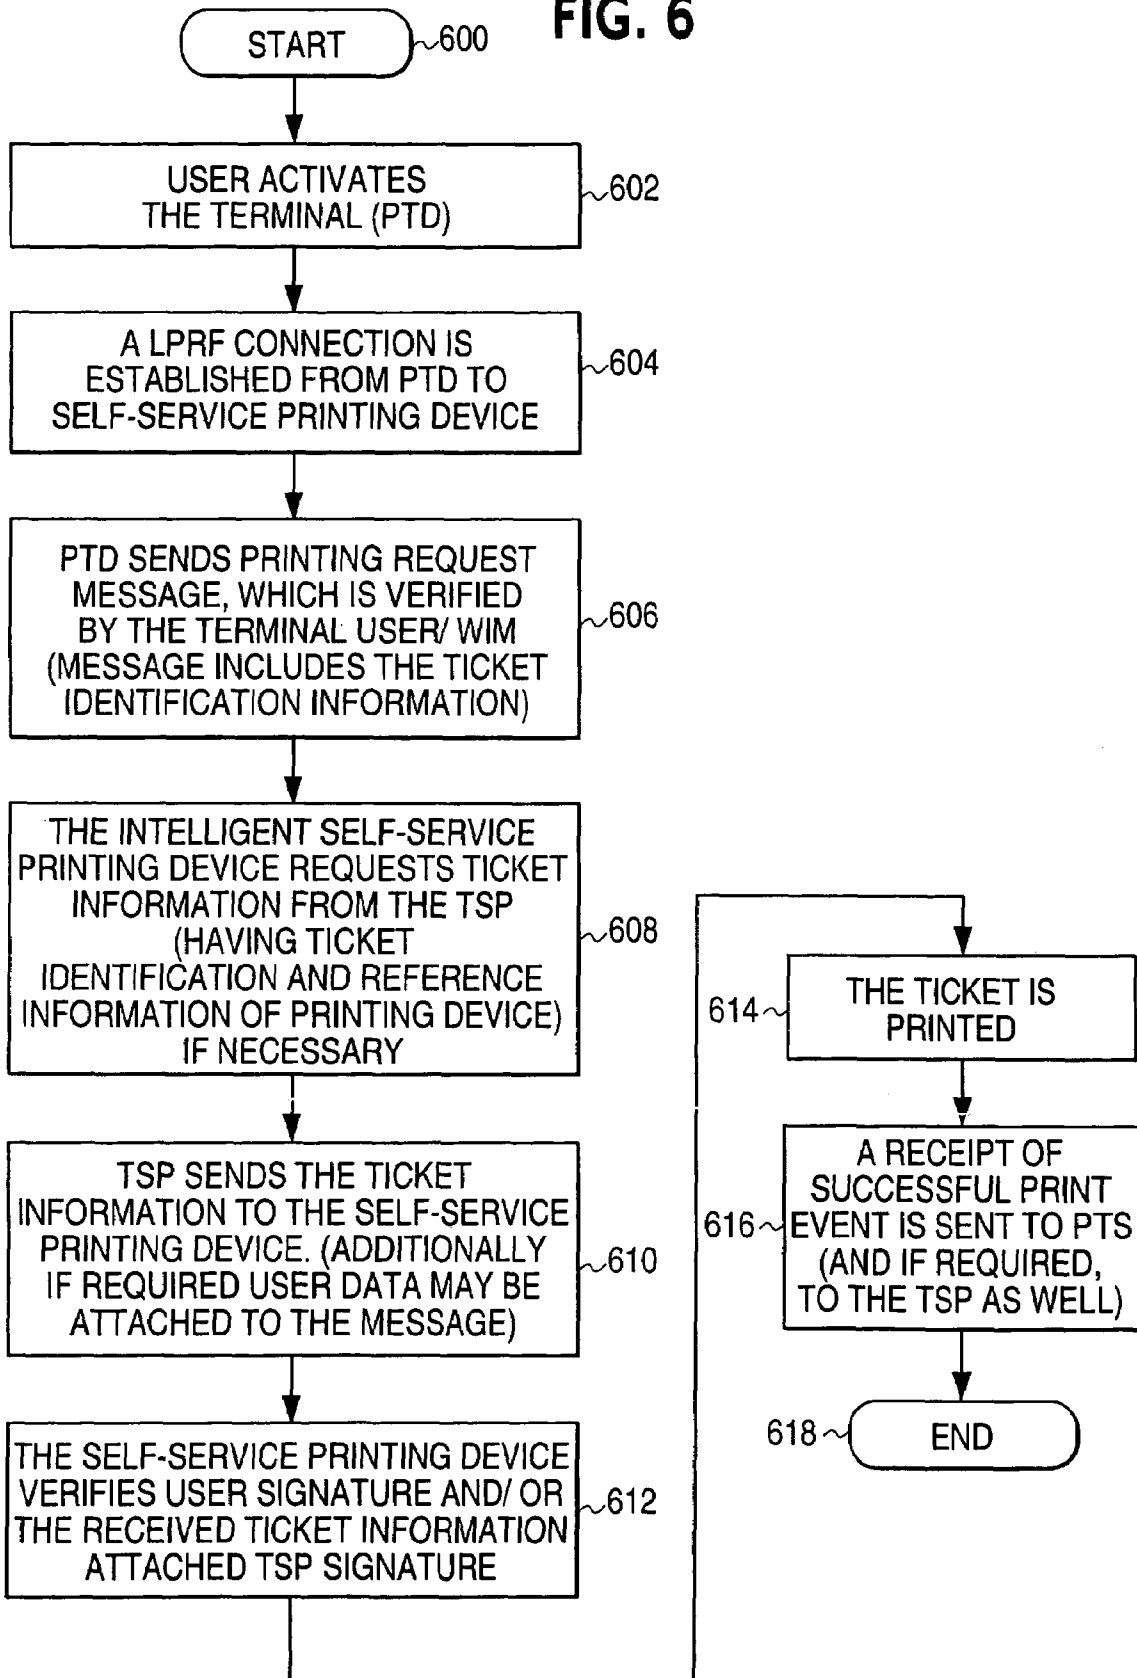 FIG. 6
START
600
USER ACTIVATES
THE TERMINAL (PTD)
602
A LPRF CONNECTION IS
ESTABLISHED FROM PTD TO
SELF-SERVICE PRINTING DEVICE
604
PTD SENDS PRINTING REQUEST
MESSAGE, WHICH IS VERIFIED
BY THE TERMINAL USER/ WIM
(MESSAGE INCLUDES THE TICKET
IDENTIFICATION INFORMATION)
606
THE INTELLIGENT SELF-SERVICE
PRINTING DEVICE REQUESTS TICKET
INFORMATION FROM THE TSP
(HAVING TICKET
IDENTIFICATION AND REFERENCE
INFORMATION OF PRINTING DEVICE)
IF NECESSARY
608
TSP SENDS THE TICKET
INFORMATION TO THE SELF-SERVICE
PRINTING DEVICE. (ADDITIONALLY
IF REQUIRED USER DATA MAY BE
ATTACHED TO THE MESSAGE)
610
THE SELF-SERVICE PRINTING DEVICE
VERIFIES USER SIGNATURE AND/ OR
THE RECEIVED TICKET INFORMATION
ATTACHED TSP SIGNATURE
612
614
THE TICKET IS
PRINTED
616
A RECEIPT OF
SUCCESSFUL PRINT
EVENT IS SENT TO PTS
(AND IF REQUIRED,
TO THE TSP AS WELL)
618
END